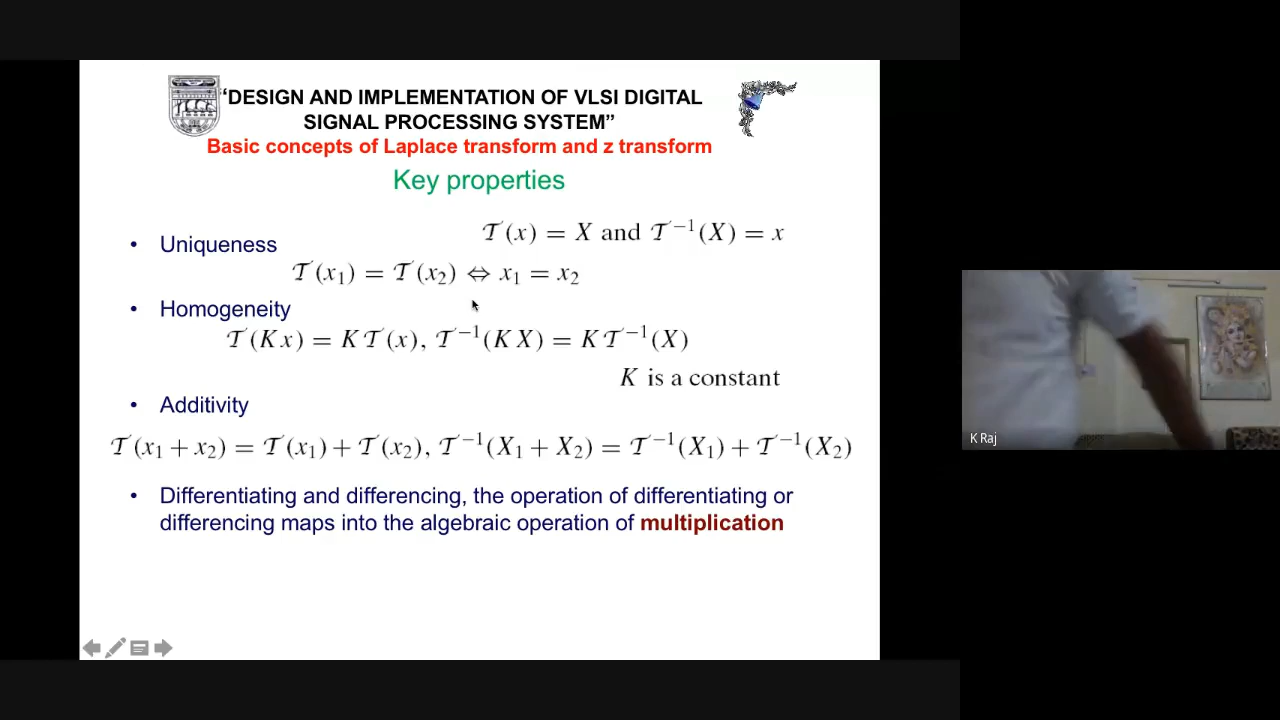 “DESIGN AND IMPLEMENTATION OF VLSI DIGITAL
SIGNAL PROCESSING SYSTEM”
Basic concepts of Laplace transform and z transform
Key properties
𝒯(x) = X and 𝒯⁻¹(X) = x
• Uniqueness
𝒯(x₁) = 𝒯(x₂) ⇔ x₁ = x₂
• Homogeneity
𝒯(Kx) = K𝒯(x), 𝒯⁻¹(KX) = K𝒯⁻¹(X)
K is a constant
• Additivity
𝒯(x₁ + x₂) = 𝒯(x₁) + 𝒯(x₂), 𝒯⁻¹(X₁ + X₂) = 𝒯⁻¹(X₁) + 𝒯⁻¹(X₂)
• Differentiating and differencing, the operation of differentiating or
differencing maps into the algebraic operation of multiplication
K Raj